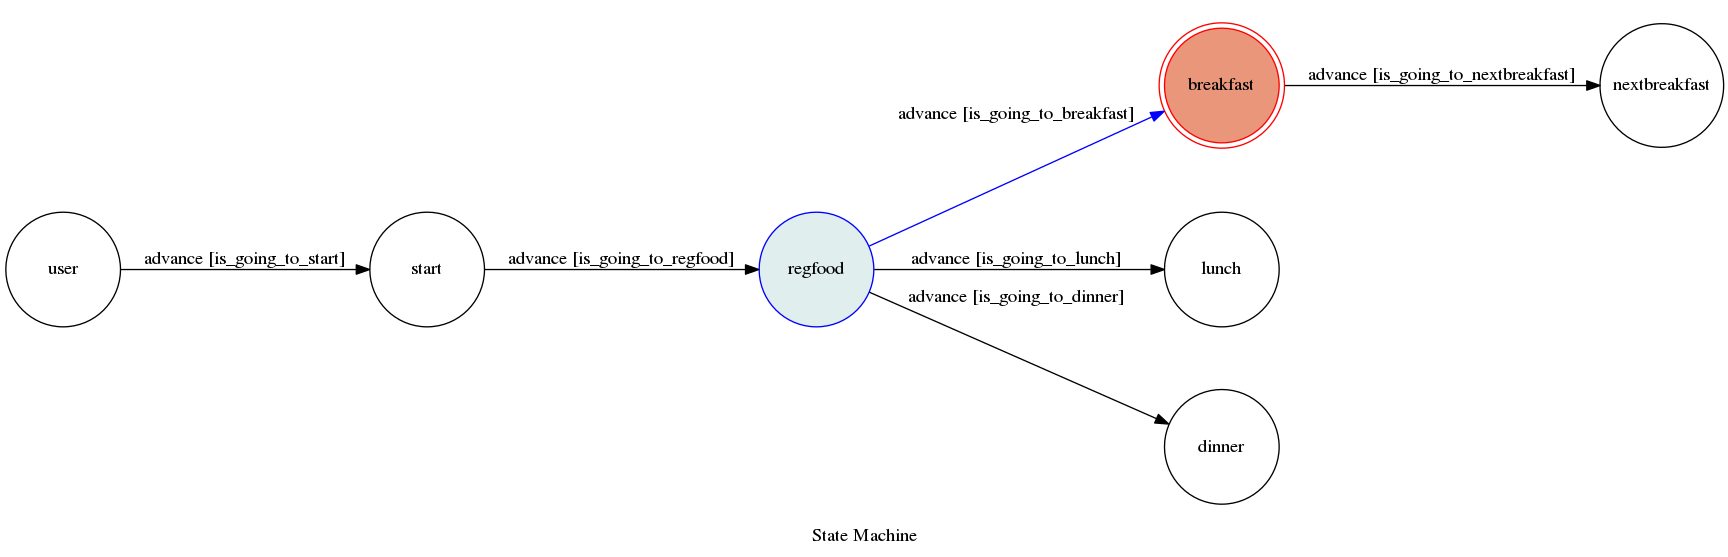 breakfast
advance [is_going_to_nextbreakfast]
nextbreakfast
advance [is_going_to_breakfast]
user
advance [is_going_to_start]
start
advance [is_going_to_regfood]
regfood
advance [is_going_to_lunch]
lunch
advance [is_going_to_dinner]
dinner
State Machine